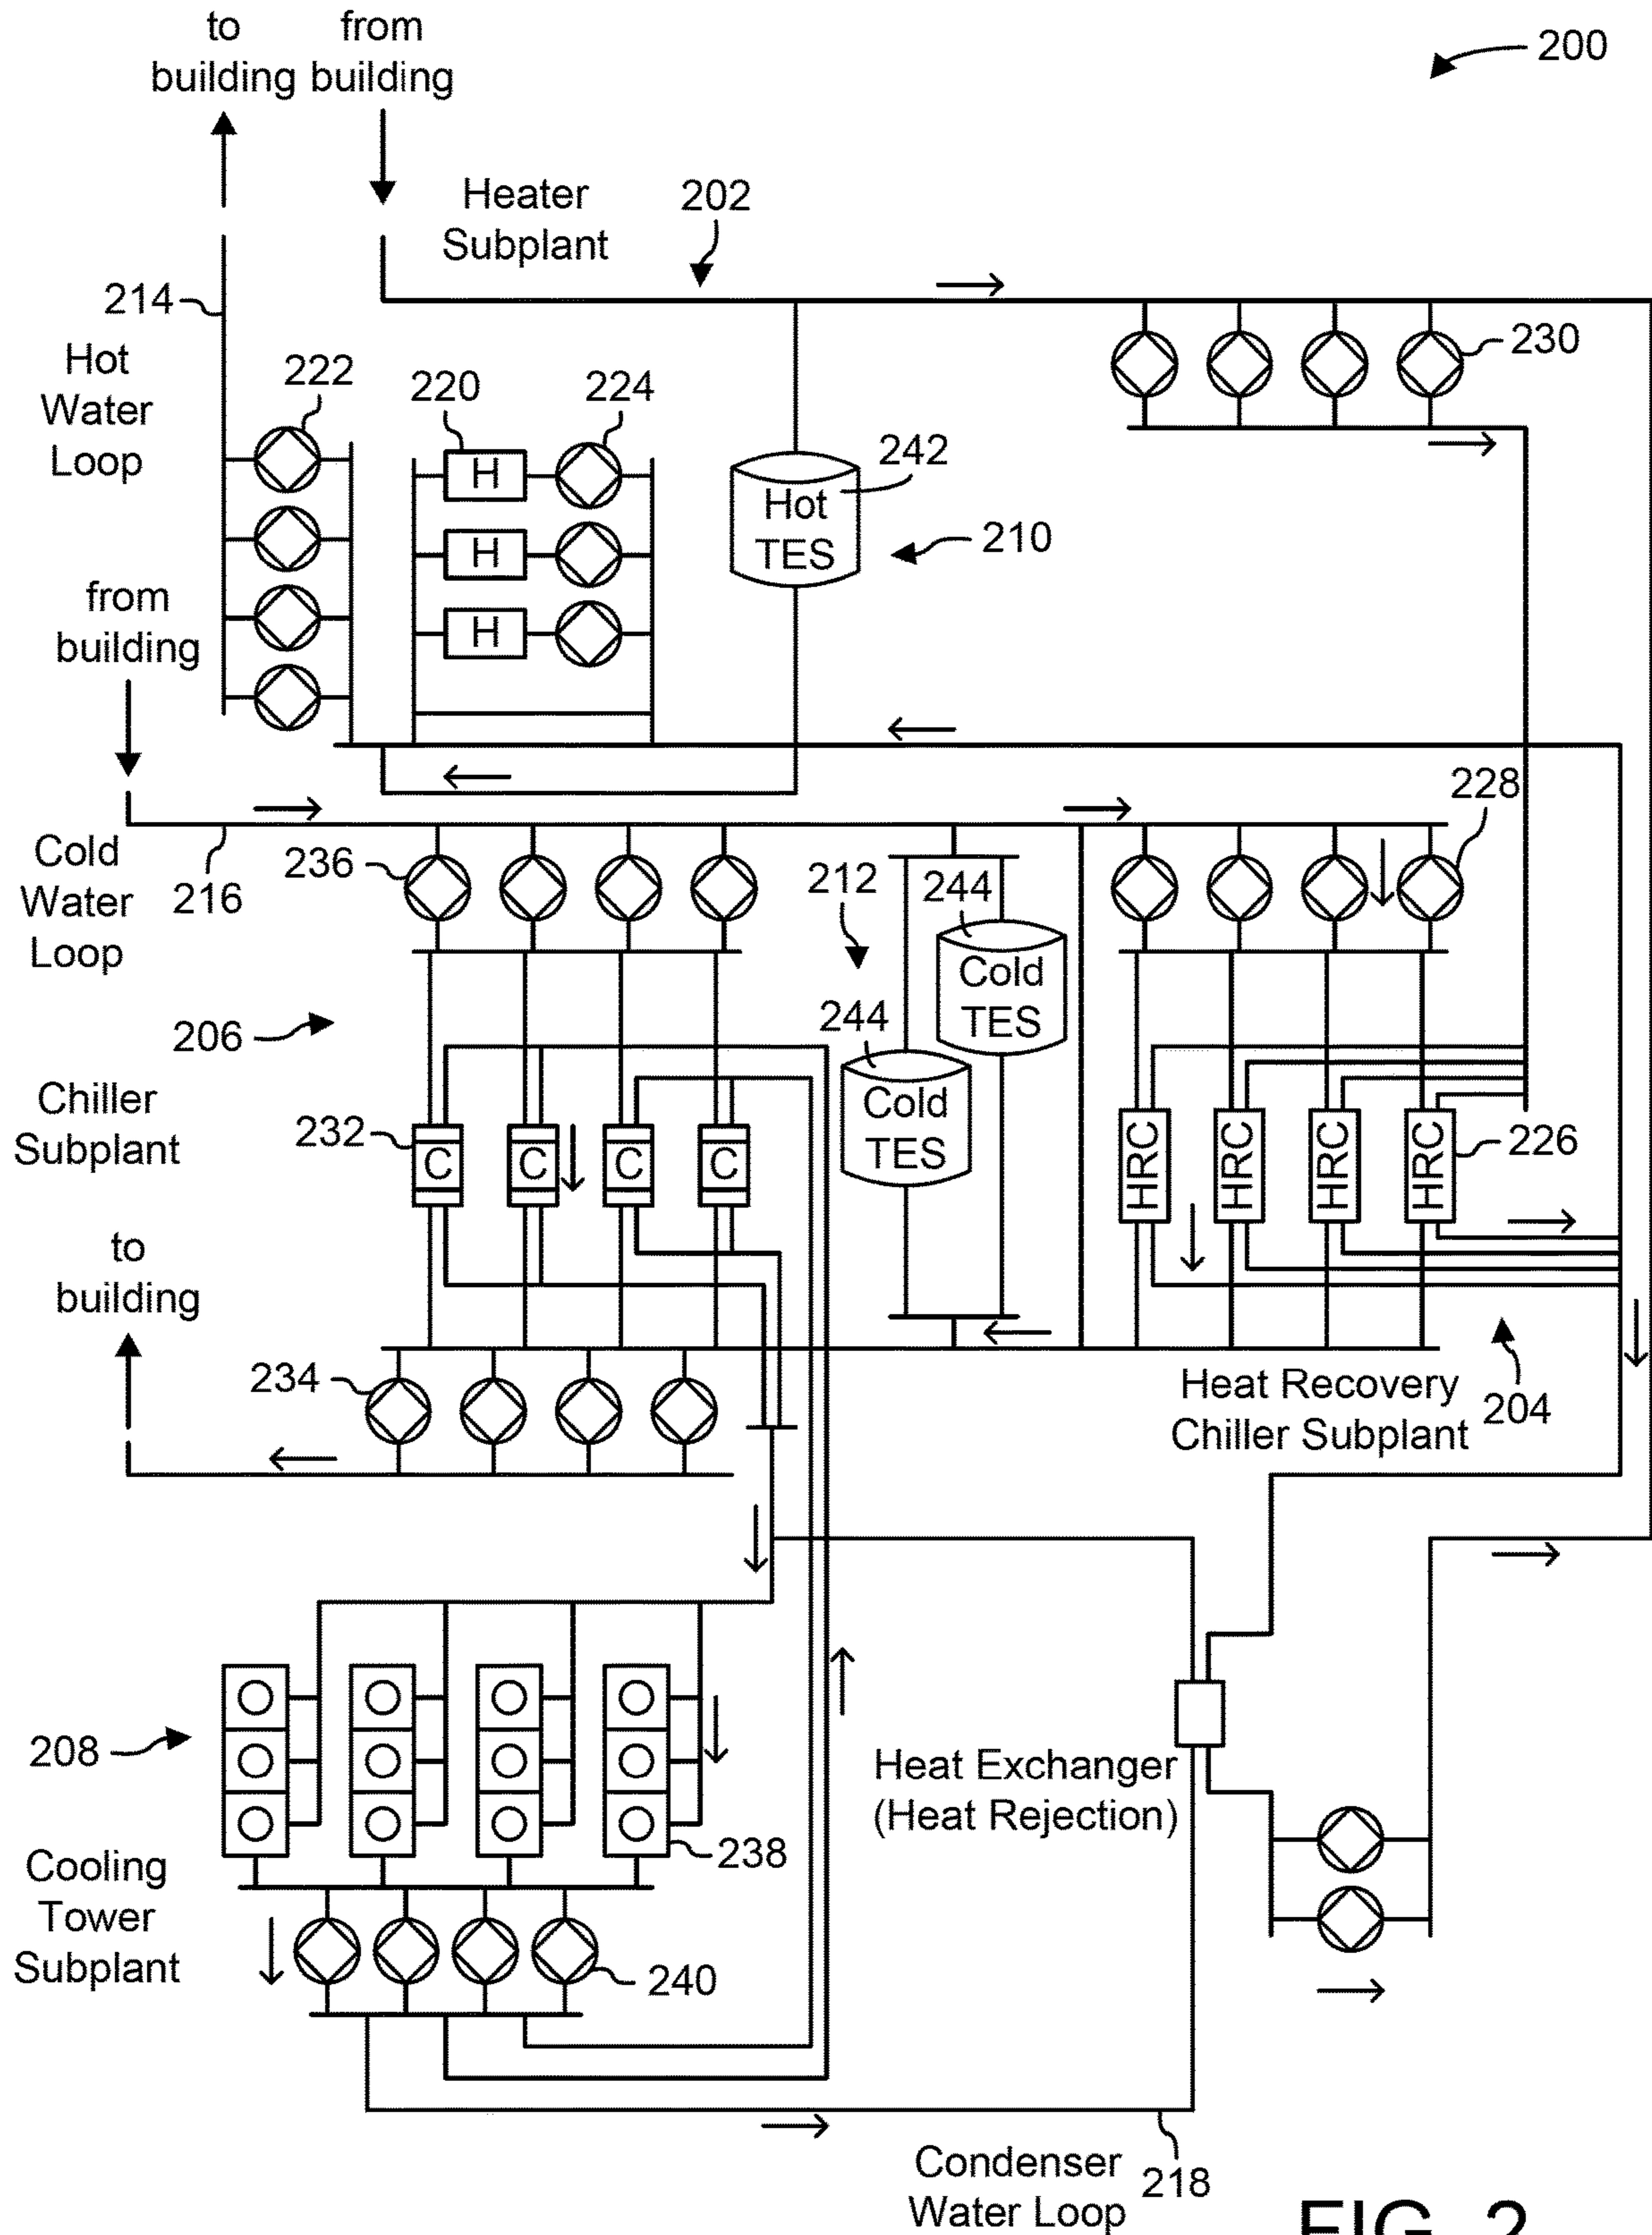 to
building
from
building
200
Heater
Subplant
202
214
Hot
Water
Loop
222
220
224
230
H
H
H
242
Hot
TES
210
from
building
228
Cold
Water
Loop
216
236
212
244
Cold
TES
244
Cold
TES
206
Chiller
Subplant
232
C
C
C
C
HRC
HRC
HRC
HRC
226
to
building
234
Heat Recovery
Chiller Subplant
204
208
Heat Exchanger
(Heat Rejection)
238
Cooling
Tower
Subplant
240
Condenser
Water Loop
218
FIG. 2